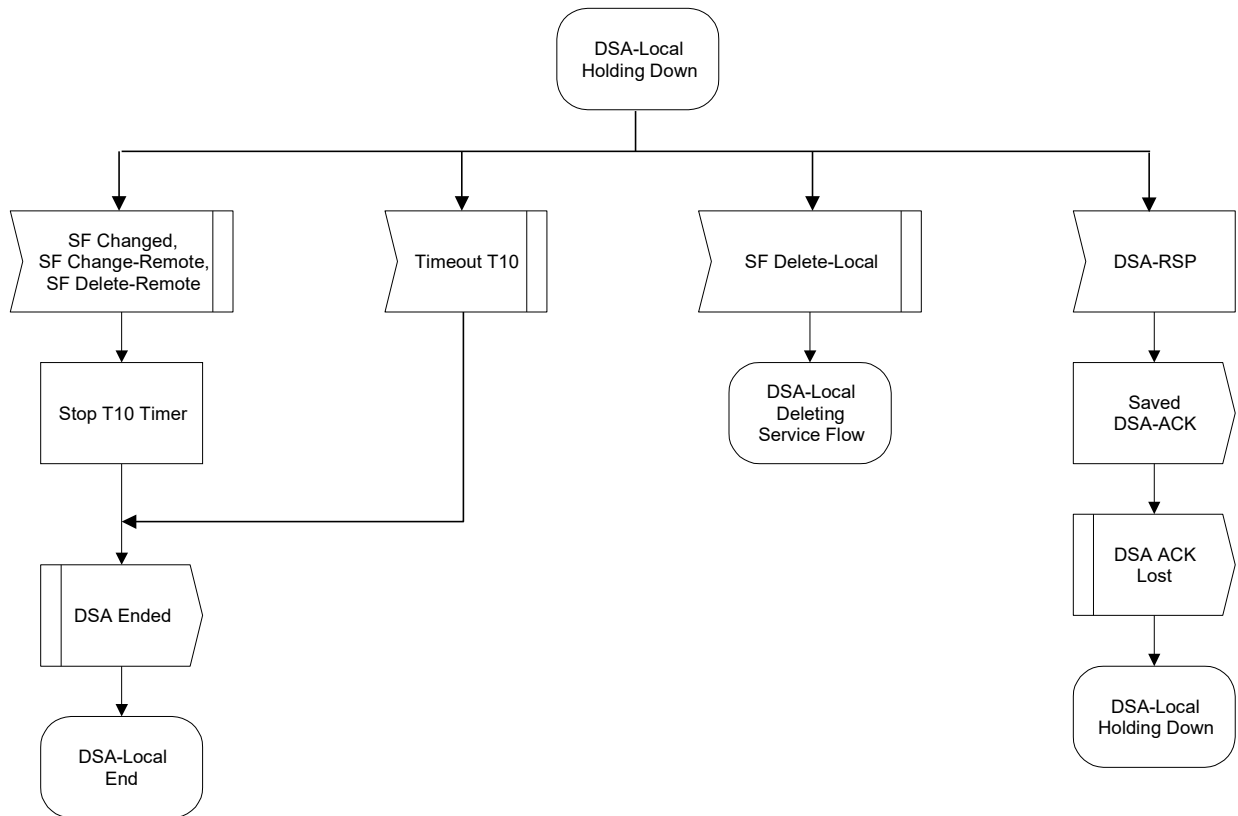 DSA-Local
Holding Down
SF Changed,
SF Change-Remote,
SF Delete-Remote
Timeout T10
SF Delete-Local
DSA-RSP
Stop T10 Timer
DSA-Local
Deleting
Service Flow
Saved
DSA-ACK
DSA Ended
DSA ACK
Lost
DSA-Local
End
DSA-Local
Holding Down